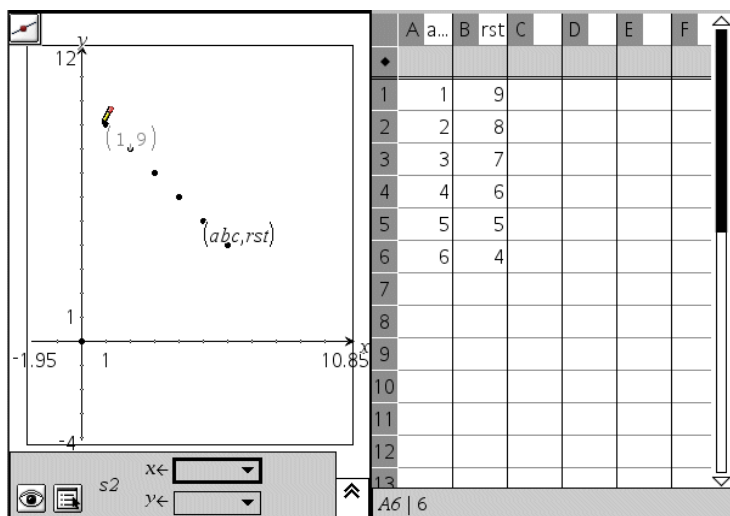 y
12
(1,9)
(abc,rst)
1
-1.95 1 10.85 x
-4
s2 x←
y←
A a... B rst C D E F
◆
1 1 9
2 2 8
3 3 7
4 4 6
5 5 5
6 6 4
7
8
9
10
11
12
13
A6 | 6